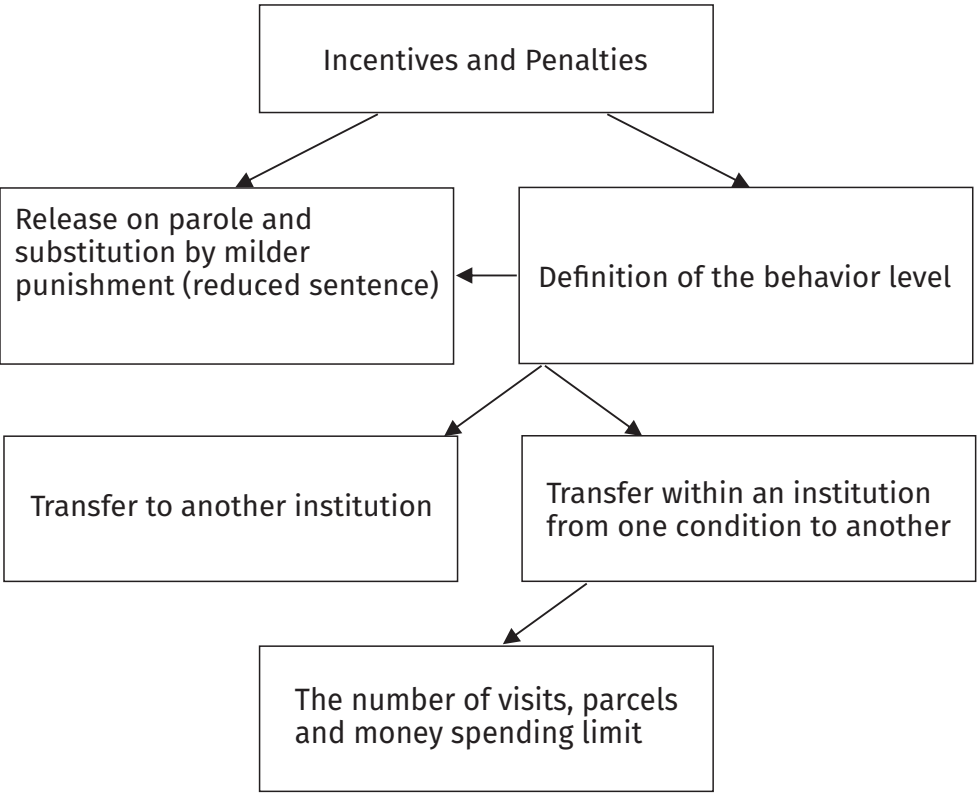 Incentives and Penalties
Release on parole and
substitution by milder
punishment (reduced sentence)
Definition of the behavior level
Transfer to another institution
Transfer within an institution
from one condition to another
The number of visits, parcels
and money spending limit